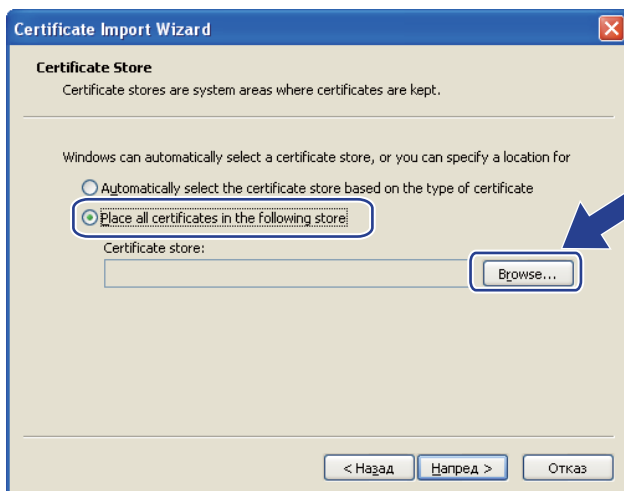 Certificate Import Wizard
Certificate Store
Certificate stores are system areas where certificates are kept.
Windows can automatically select a certificate store, or you can specify a location for
Automatically select the certificate store based on the type of certificate
Place all certificates in the following store
Certificate store:
Browse...
< Назад
Напред >
Отказ